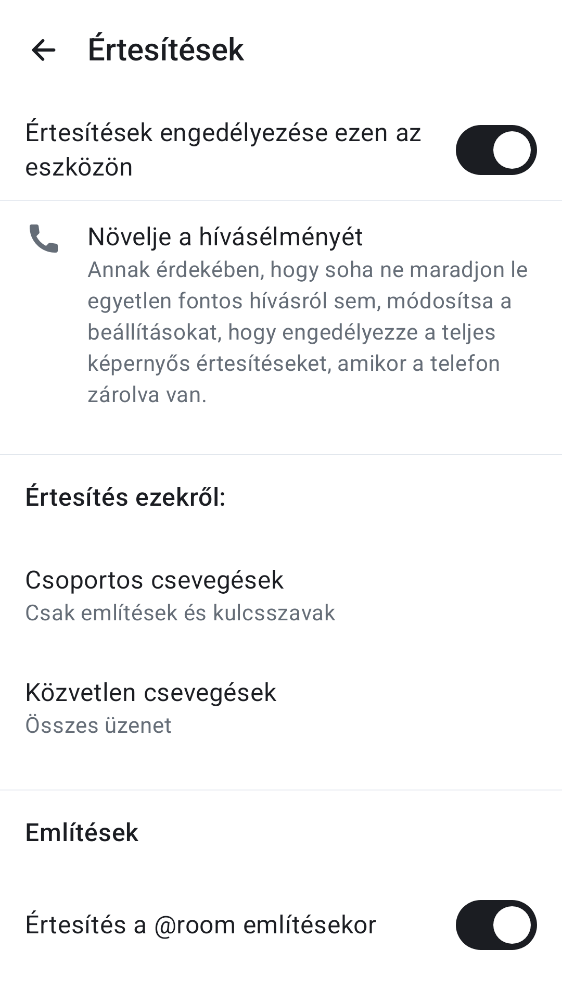 Értesítések
Értesítések engedélyezése ezen az
eszközön
Növelje a hívásélményét
Annak érdekében, hogy soha ne maradjon le
egyetlen fontos hívásról sem, módosítsa a
beállításokat, hogy engedélyezze a teljes
képernyős értesítéseket, amikor a telefon
zárolva van.
Értesítés ezekről:
Csoportos csevegések
Csak említések és kulcsszavak
Közvetlen csevegések
Összes üzenet
Említések
Értesítés a @room említésekor